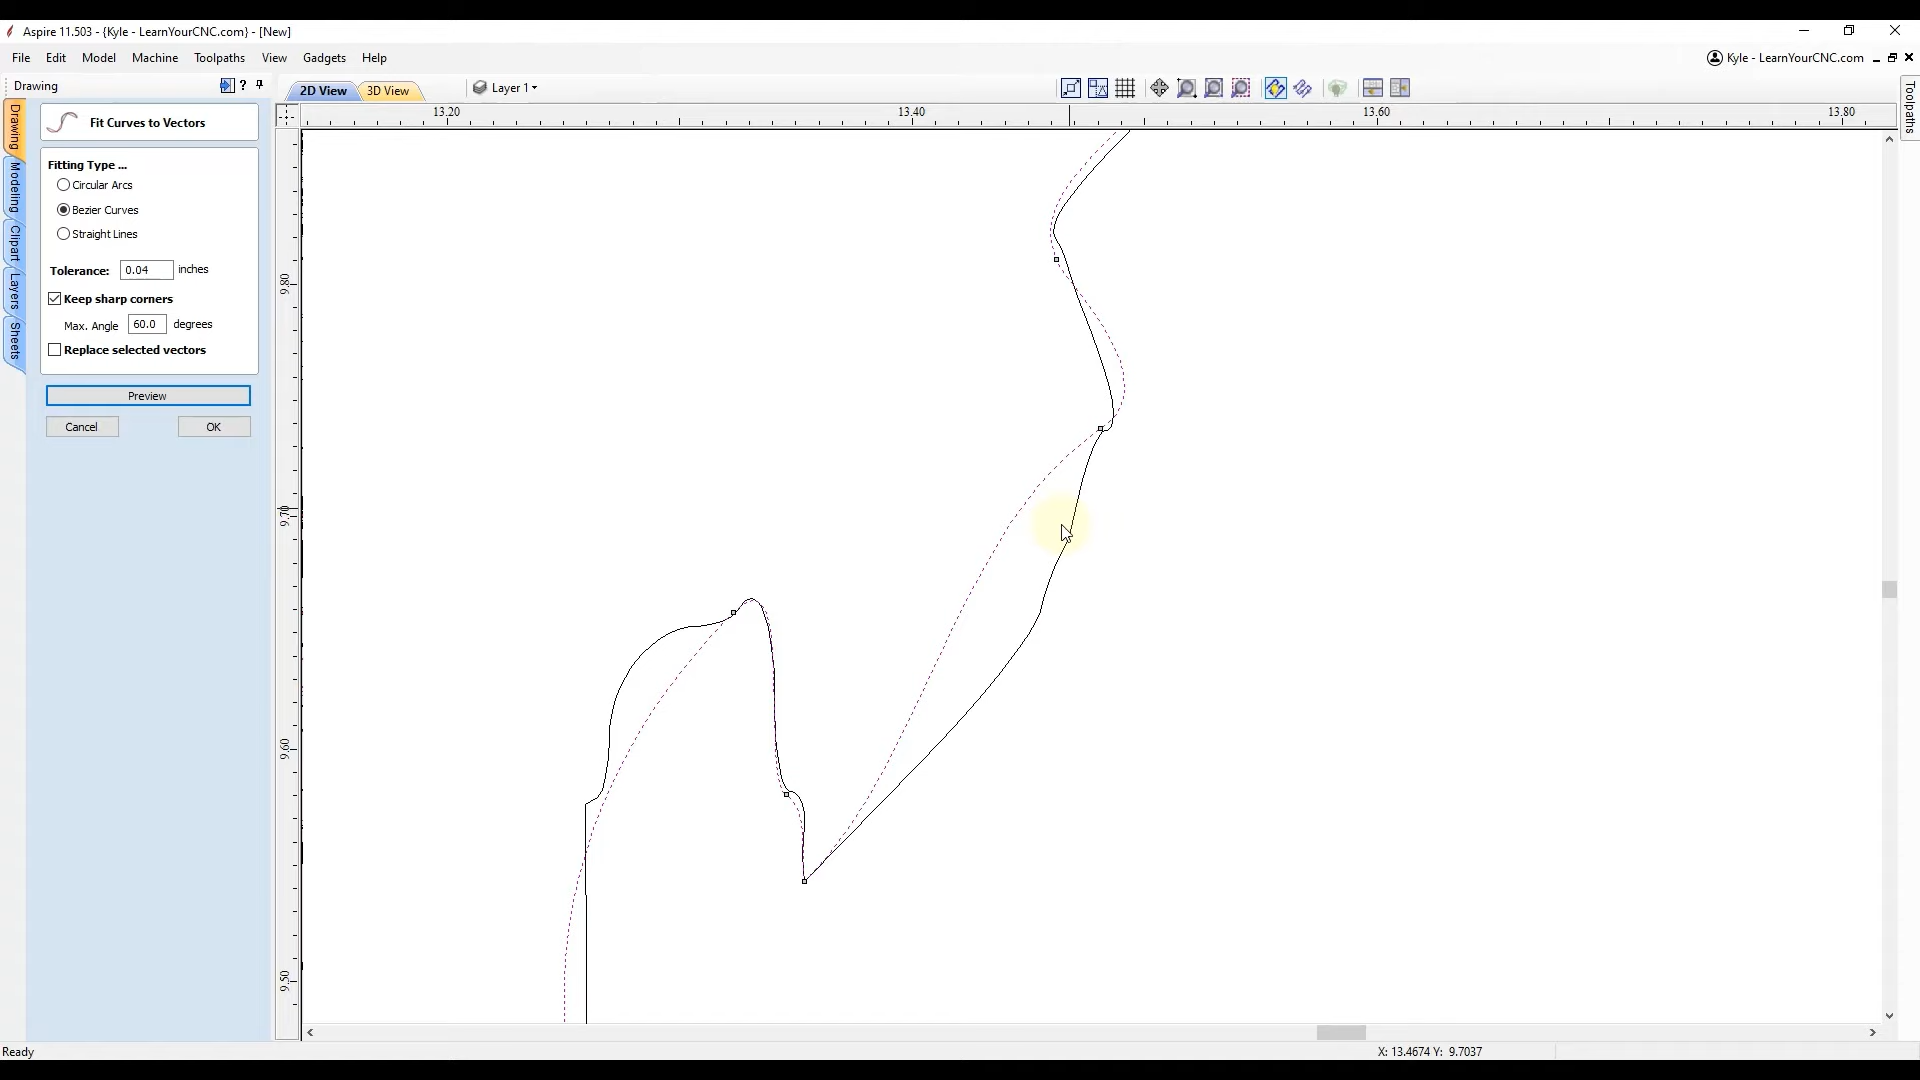 Aspire 11.503 - {Kyle - LearnYourCNC.com} - [New]
File Edit Model Machine Toolpaths View Gadgets Help
Kyle - LearnYourCNC.com
Drawing
?
2D View
3D View
Layer 1
13.20
13.40
13.60
13.80
Toolpaths
Drawing
Modeling
Clipart
Layers
Sheets
Fit Curves to Vectors
Fitting Type ...
Circular Arcs
Bezier Curves
Straight Lines
Tolerance: 0.04 inches
Keep sharp corners
Max. Angle 60.0 degrees
Replace selected vectors
Preview
Cancel
OK
9.80
9.70
9.60
9.50
Ready
X: 13.4674 Y: 9.7037